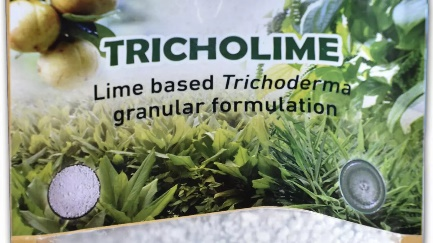 TRICHOLIME
Lime based Trichoderma
granular formulation